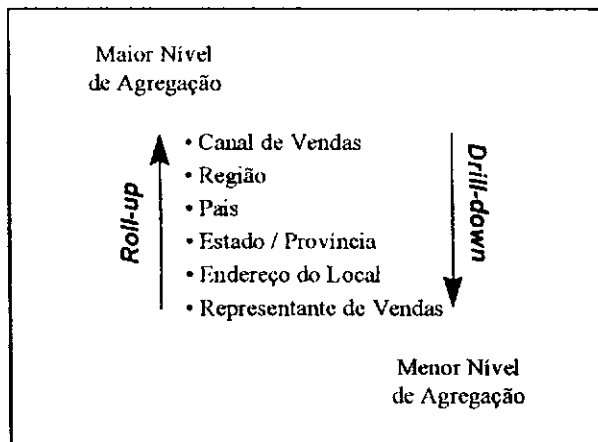 Maior Nível
de Agregação
Roll-up
• Canal de Vendas
• Região
• País
• Estado / Província
• Endereço do Local
• Representante de Vendas
Drill-down
Menor Nível
de Agregação